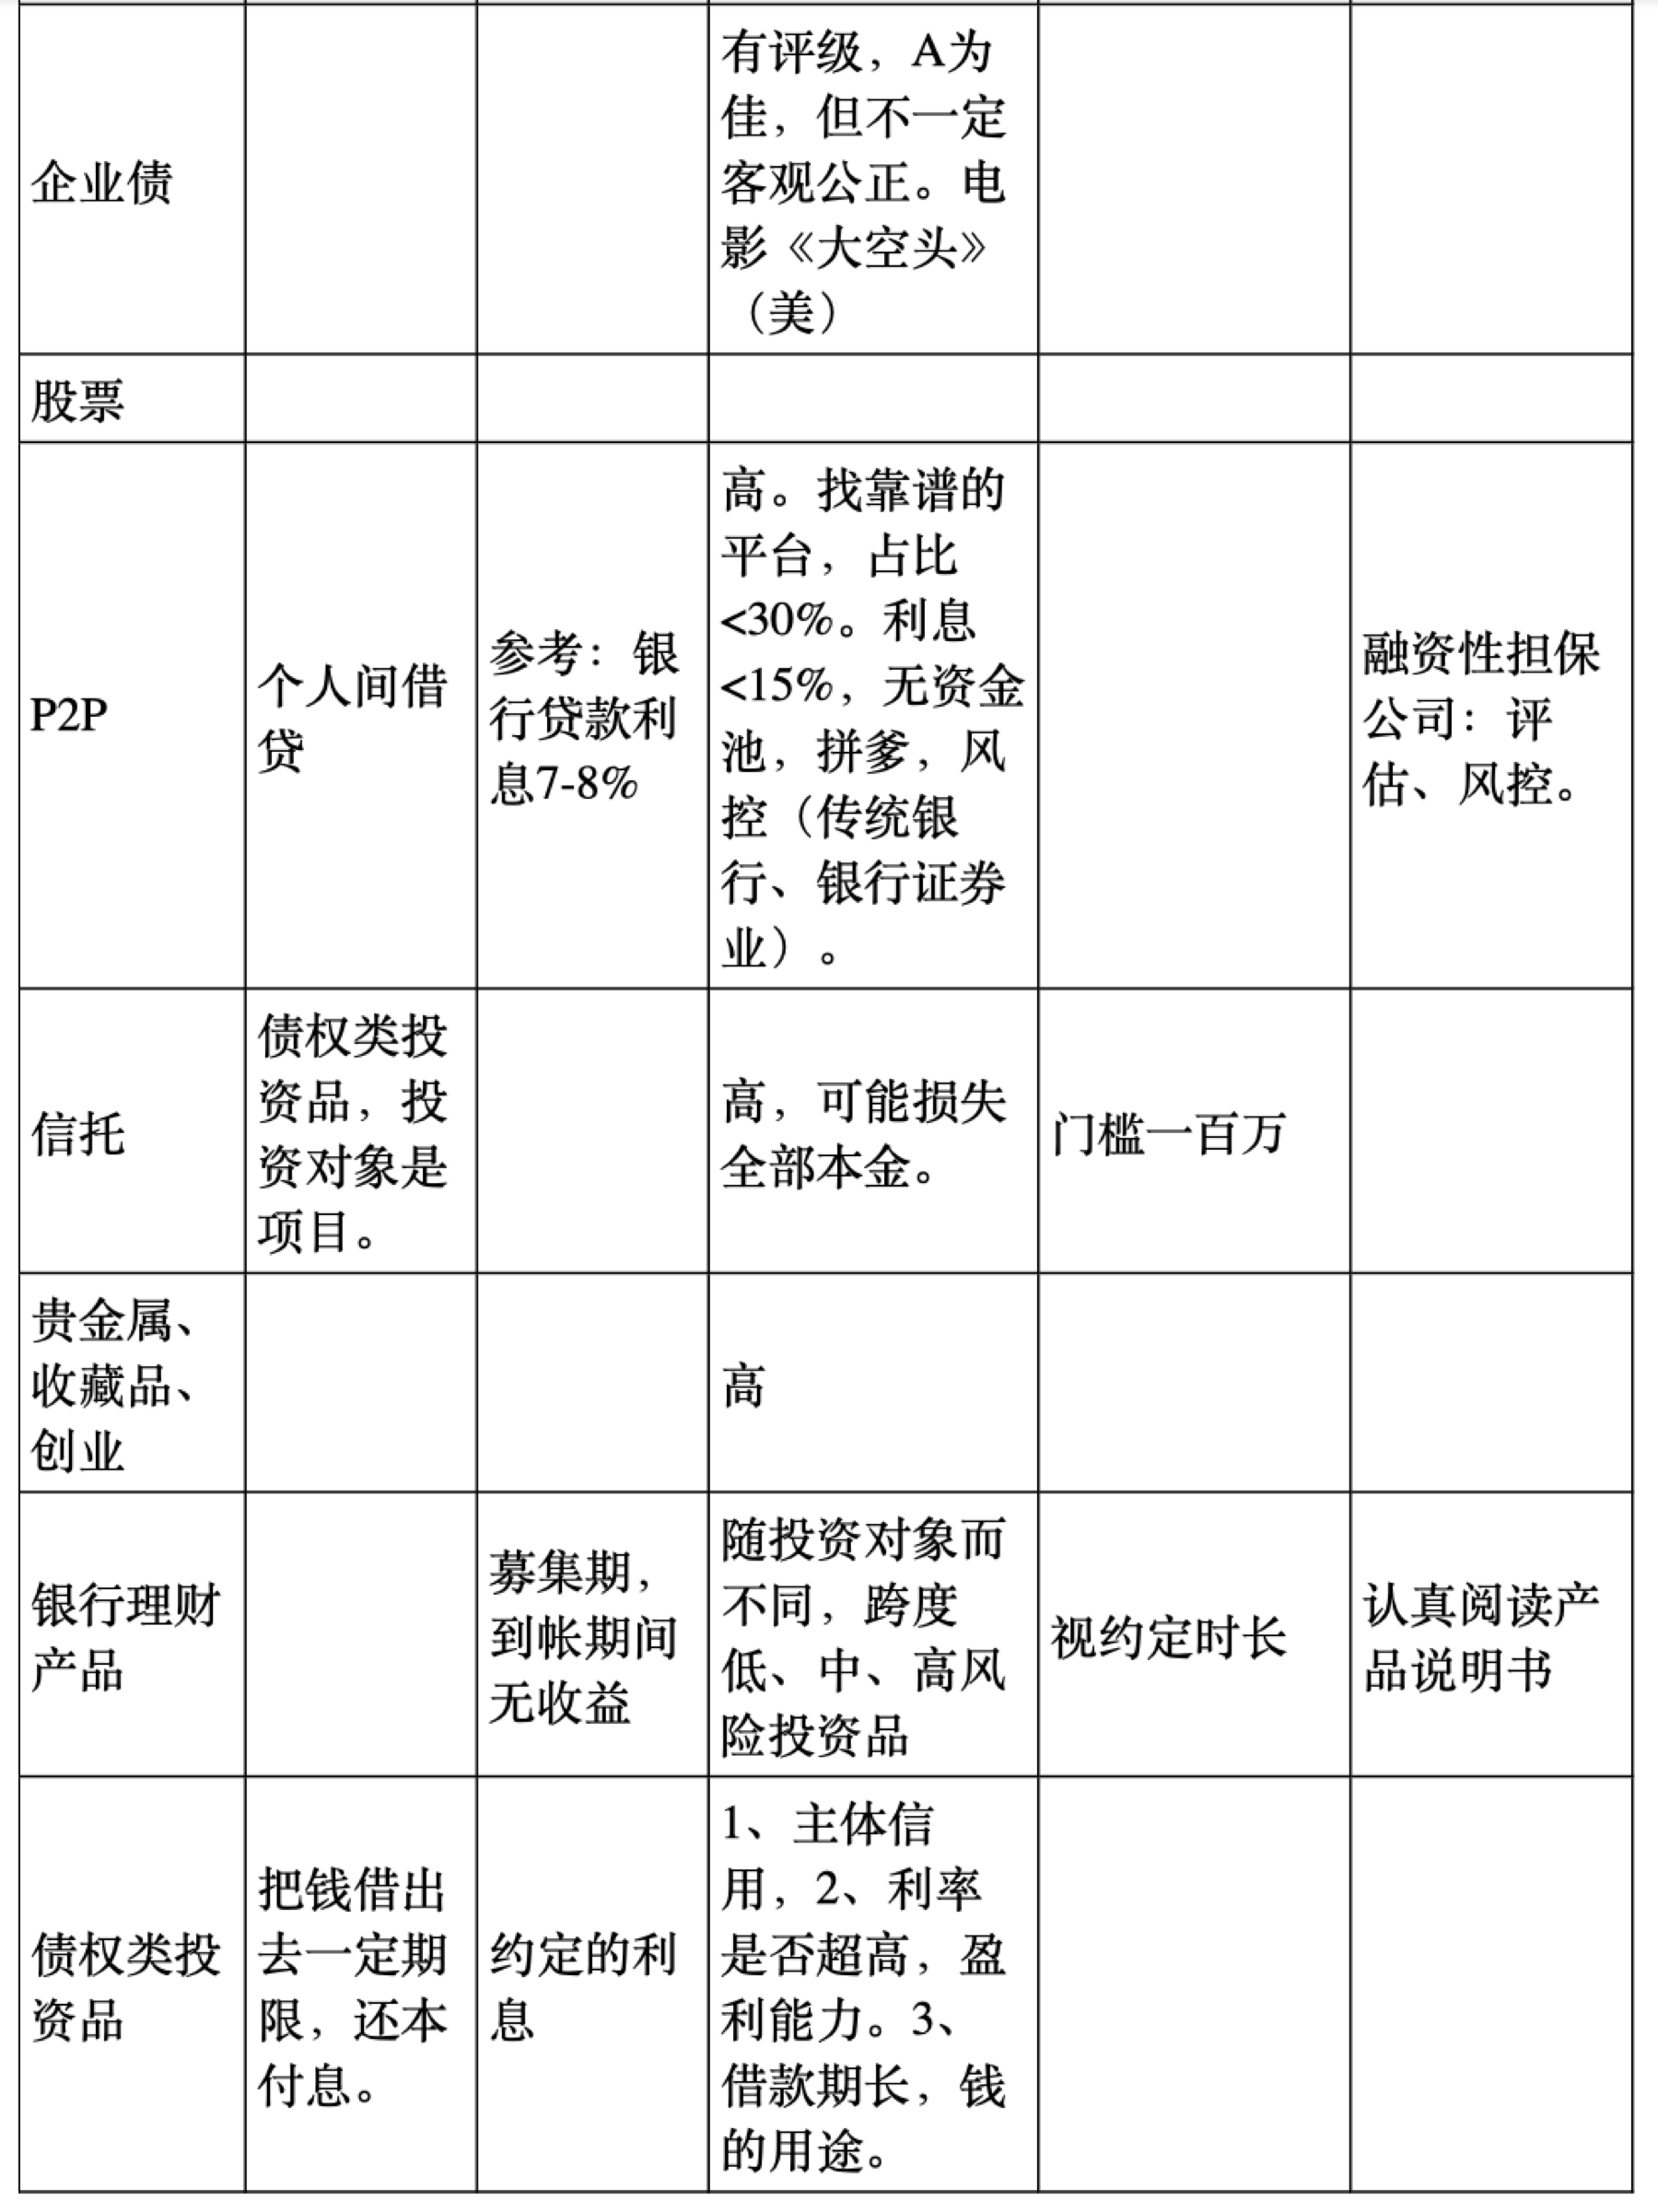 企业债
有评级，A为
佳，但不一定
客观公正。电
影《大空头》
（美）
股票
P2P
个人间借
贷
参考：银
行贷款利
息7-8%
高。找靠谱的
平台，占比
<30%。利息
<15%，无资金
池，拼爹，风
控（传统银
行、银行证券
业）。
融资性担保
公司：评
估、风控。
信托
债权类投
资品，投
资对象是
项目。
高，可能损失
全部本金。
门槛一百万
贵金属、
收藏品、
创业
高
银行理财
产品
募集期，
到帐期间
无收益
随投资对象而
不同，跨度
低、中、高风
险投资品
视约定时长
认真阅读产
品说明书
债权类投
资品
把钱借出
去一定期
限，还本
付息。
约定的利
息
1、主体信
用，2、利率
是否超高，盈
利能力。3、
借款期长，钱
的用途。